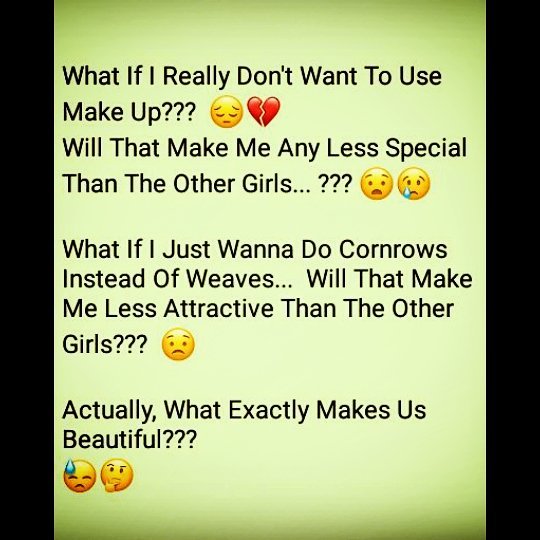 What If I Really Don't Want To Use
Make Up??? 😔💔
Will That Make Me Any Less Special
Than The Other Girls... ??? 😧😢
What If I Just Wanna Do Cornrows
Instead Of Weaves... Will That Make
Me Less Attractive Than The Other
Girls??? 😟
Actually, What Exactly Makes Us
Beautiful???
😓🤔